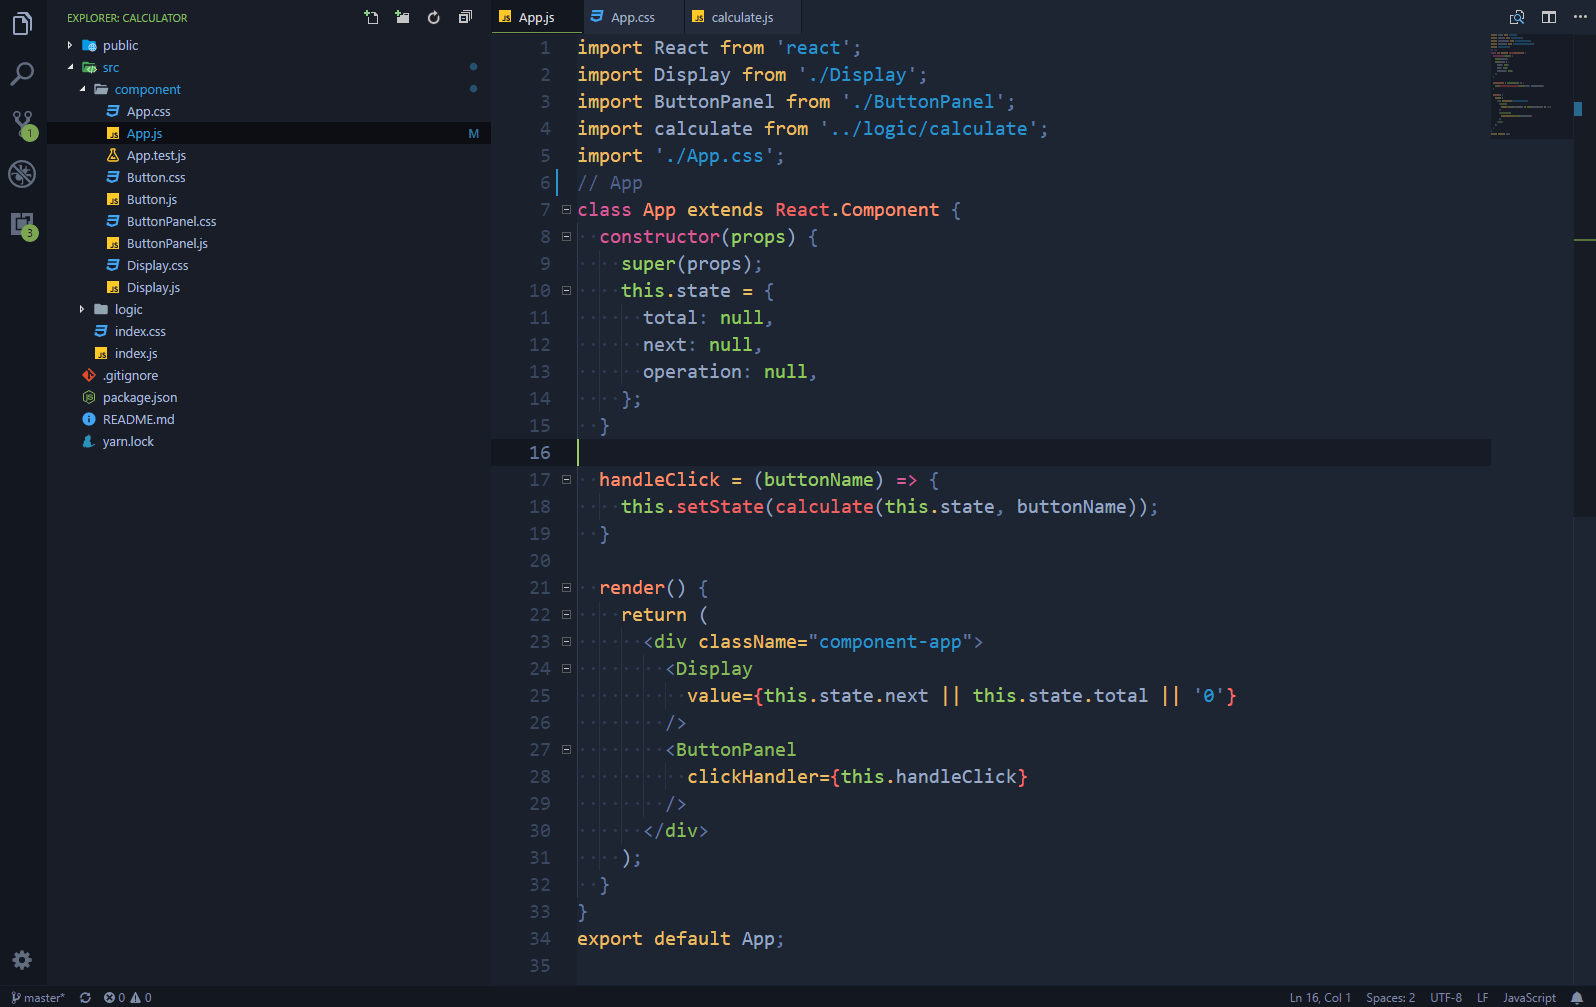 EXPLORER: CALCULATOR
public
src
component
App.css
App.js M
App.test.js
Button.css
Button.js
ButtonPanel.css
ButtonPanel.js
Display.css
Display.js
logic
index.css
index.js
.gitignore
package.json
README.md
yarn.lock
1
3
App.js App.css calculate.js
1 import React from 'react';
2 import Display from './Display';
3 import ButtonPanel from './ButtonPanel';
4 import calculate from '../logic/calculate';
5 import './App.css';
6 // App
7 class App extends React.Component {
8 constructor(props) {
9 super(props);
10 this.state = {
11 total: null,
12 next: null,
13 operation: null,
14 };
15 }
16
17 handleClick = (buttonName) => {
18 this.setState(calculate(this.state, buttonName));
19 }
20
21 render() {
22 return (
23 <div className="component-app">
24 <Display
25 value={this.state.next || this.state.total || '0'}
26 />
27 <ButtonPanel
28 clickHandler={this.handleClick}
29 />
30 </div>
31 );
32 }
33 }
34 export default App;
35
master* 0 0 Ln 16, Col 1 Spaces: 2 UTF-8 LF JavaScript